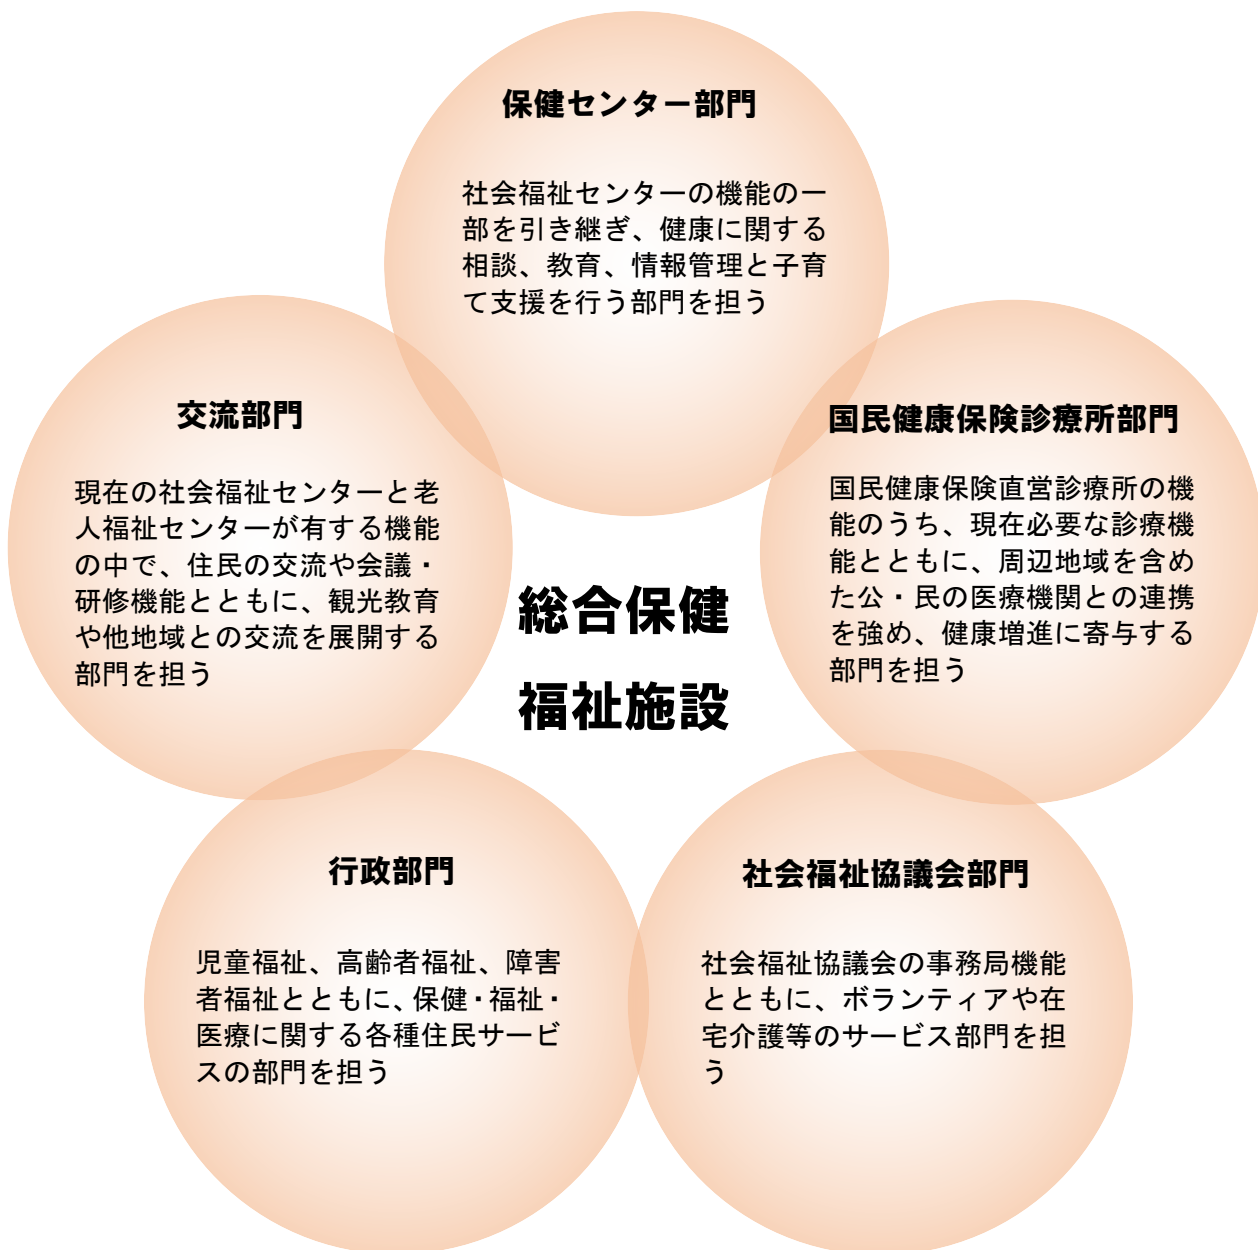 保健センター部門
社会福祉センターの機能の一
部を引き継ぎ、健康に関する
相談、教育、情報管理と子育
て支援を行う部門を担う
交流部門
現在の社会福祉センターと老
人福祉センターが有する機能
の中で、住民の交流や会議・
研修機能とともに、観光教育
や他地域との交流を展開する
部門を担う
国民健康保険診療所部門
国民健康保険直営診療所の機
能のうち、現在必要な診療機
能とともに、周辺地域を含め
た公・民の医療機関との連携
を強め、健康増進に寄与する
部門を担う
総合保健
福祉施設
行政部門
児童福祉、高齢者福祉、障害
者福祉とともに、保健・福祉・
医療に関する各種住民サービ
スの部門を担う
社会福祉協議会部門
社会福祉協議会の事務局機能
とともに、ボランティアや在
宅介護等のサービス部門を担
う